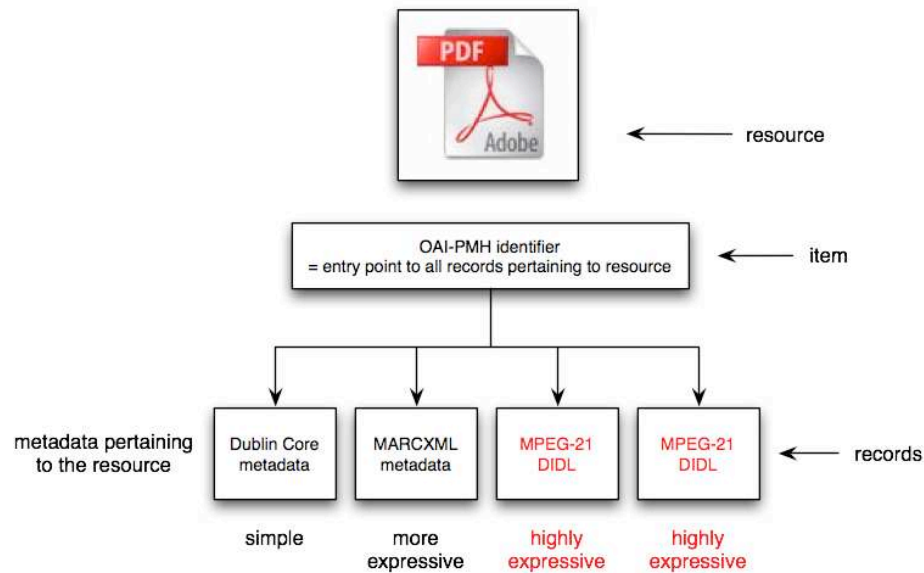 PDF
Adobe
resource
OAI-PMH identifier
= entry point to all records pertaining to resource
item
metadata pertaining
to the resource
Dublin Core
metadata
MARCXML
metadata
MPEG-21
DIDL
MPEG-21
DIDL
records
simple
more
expressive
highly
expressive
highly
expressive